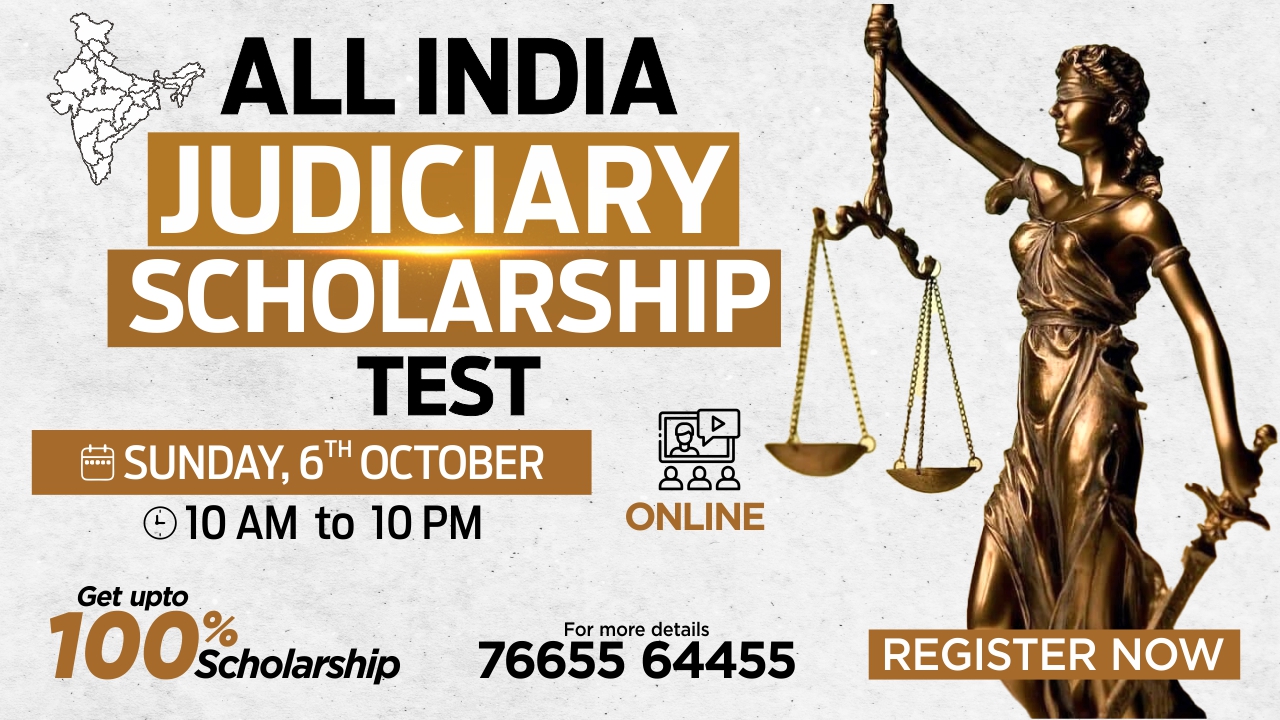 ALL INDIA
JUDICIARY
SCHOLARSHIP
TEST
SUNDAY, 6TH OCTOBER
10 AM to 10 PM
ONLINE
Get upto
100%
Scholarship
For more details
76655 64455
REGISTER NOW